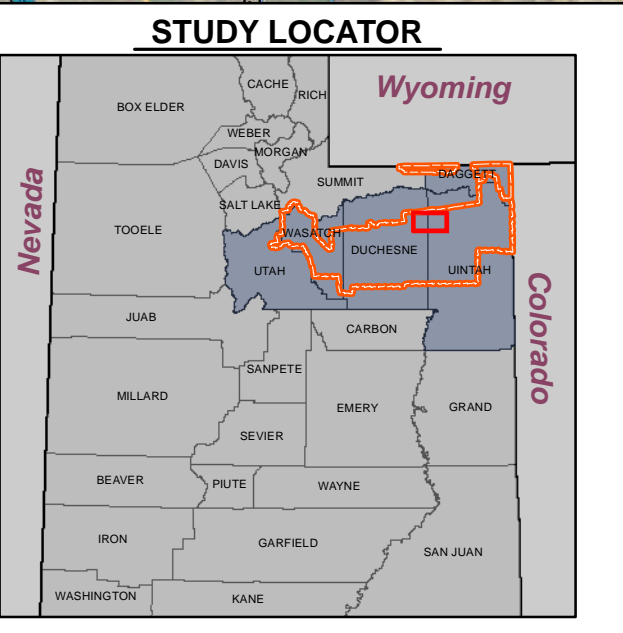 STUDY LOCATOR
CACHE
RICH
Wyoming
BOX ELDER
WEBER
MORGAN
DAVIS
DAGGETT
SUMMIT
SALT LAKE
Nevada
TOOELE
WASATCH
DUCHESNE
UTAH
UINTAH
Colorado
JUAB
CARBON
SANPETE
MILLARD
EMERY
GRAND
SEVIER
BEAVER
PIUTE
WAYNE
IRON
GARFIELD
SAN JUAN
WASHINGTON
KANE